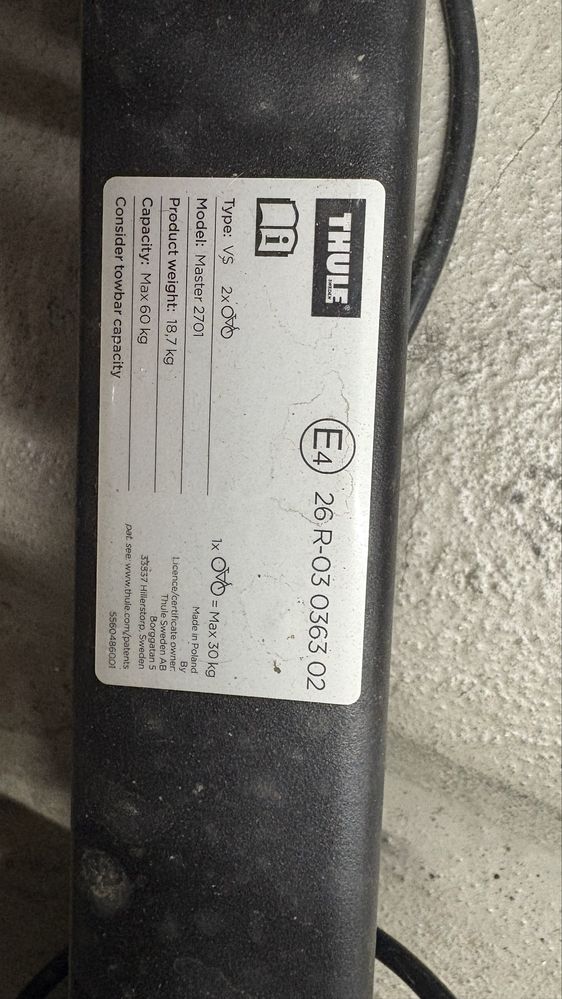 THULE
SWEDEN
E4 26 R-03 0363 02
Type: VS 2x
Model: Master 2701
Product weight: 18,7 kg
Capacity: Max 60 kg
Consider towbar capacity
1x = Max 30 kg
Made in Poland
By
Licence/certificate owner:
Thule Sweden AB
Borggatan 5
33537 Hillerstorp, Sweden
pat. see: www.thule.com/patents
5560486001